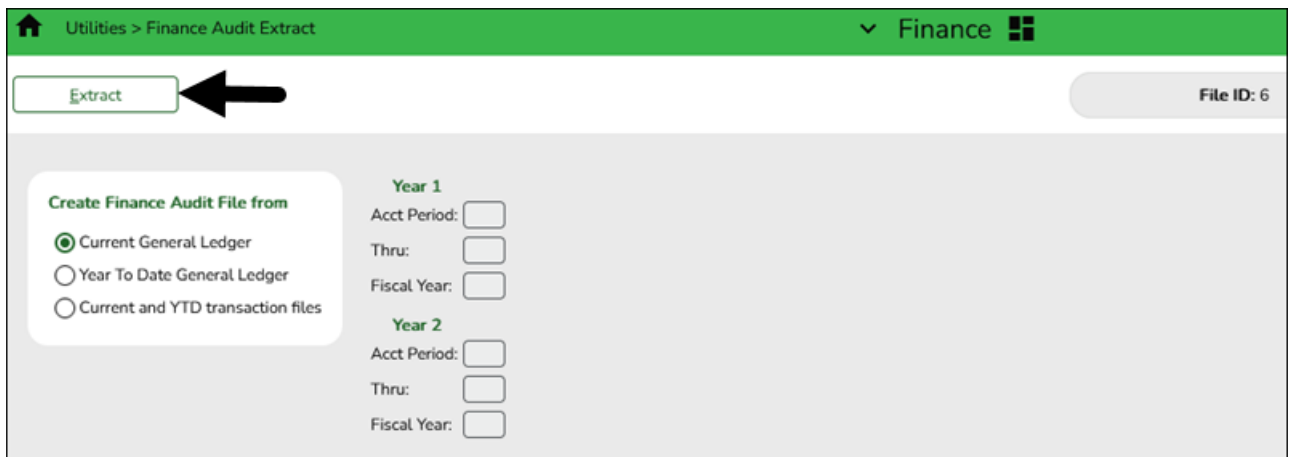 Utilities > Finance Audit Extract
Finance
Extract
File ID: 6
Create Finance Audit File from
Current General Ledger
Year To Date General Ledger
Current and YTD transaction files
Year 1
Acct Period:
Thru:
Fiscal Year:
Year 2
Acct Period:
Thru:
Fiscal Year: